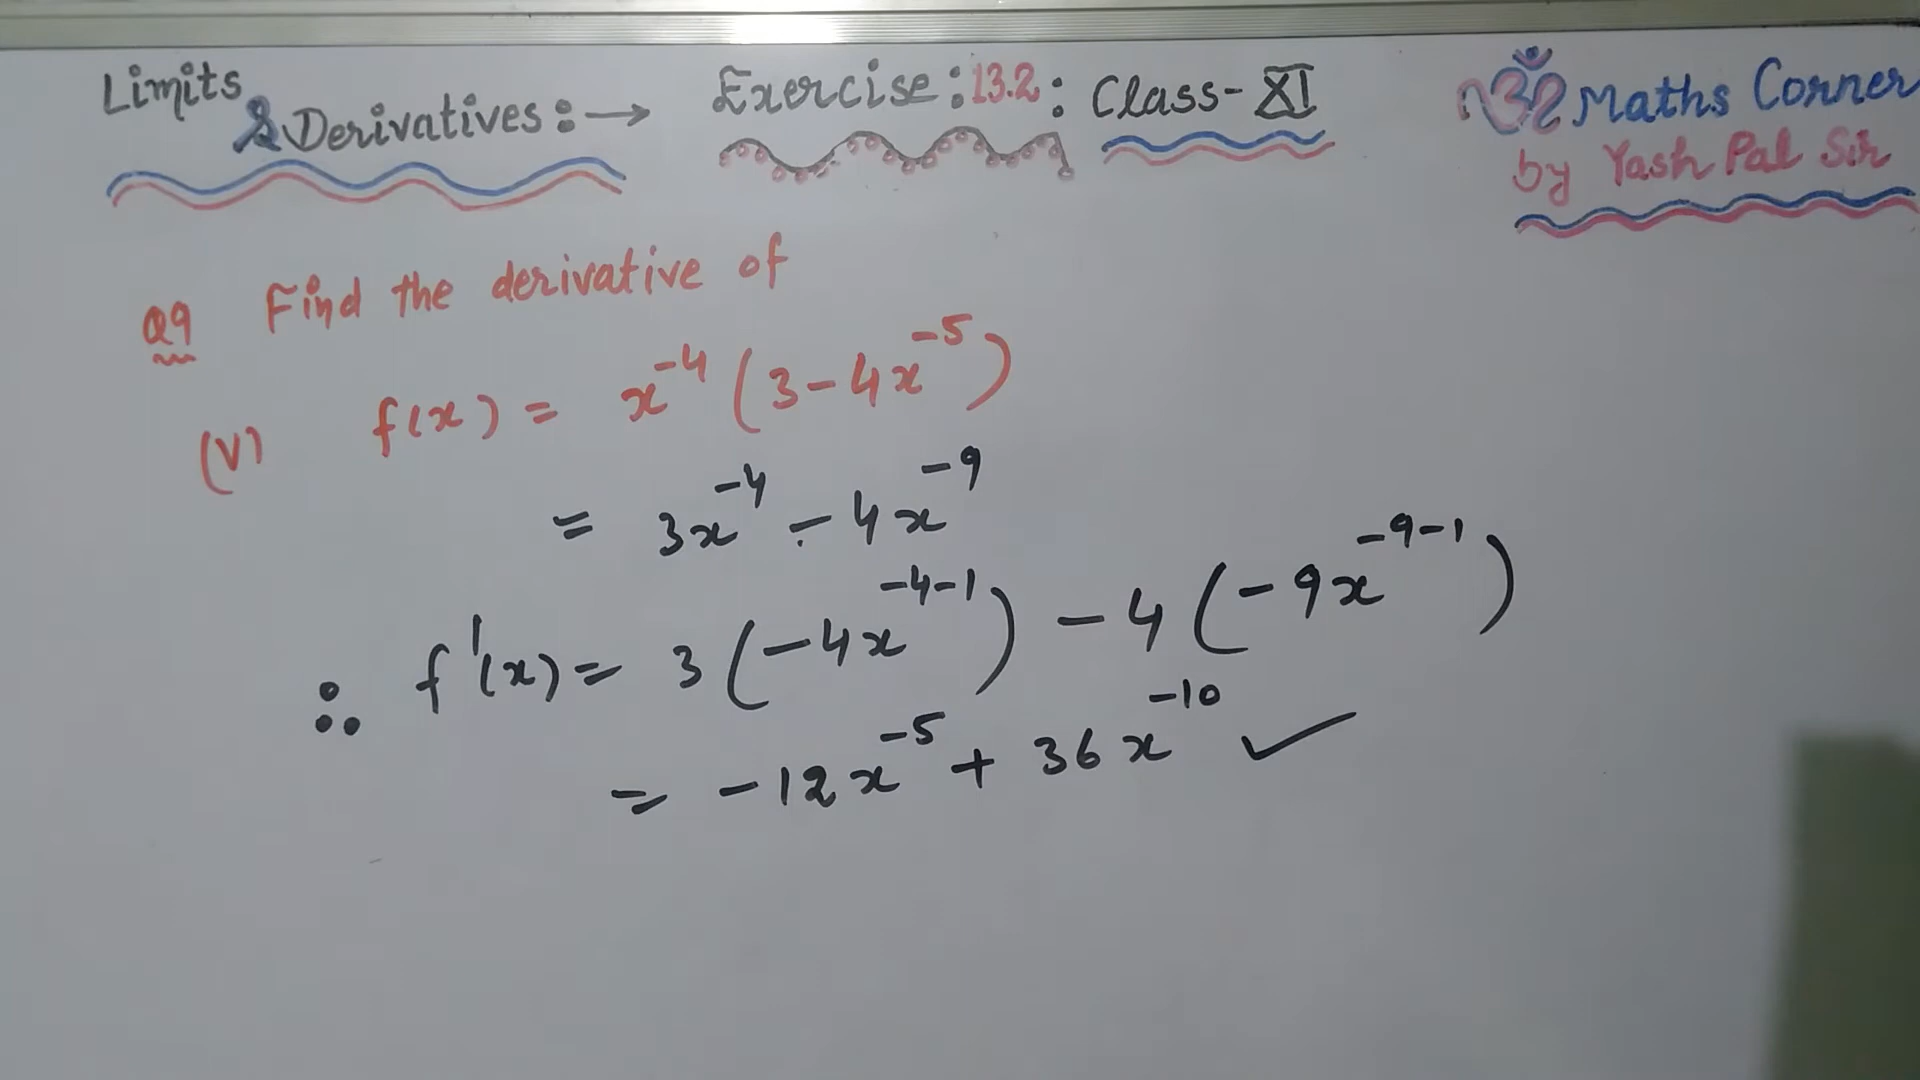 Limits & Derivatives :→
Exercise : 13.2 : Class-XI
ॐ Maths Corner
by Yash Pal Sir
Q9 Find the derivative of
(V) f(x) = x⁻⁴ (3 - 4x⁻⁵)
= 3x⁻⁴ - 4x⁻⁹
∴ f'(x) = 3(-4x⁻⁴⁻¹) - 4(-9x⁻⁹⁻¹)
= -12x⁻⁵ + 36x⁻¹⁰ ✓